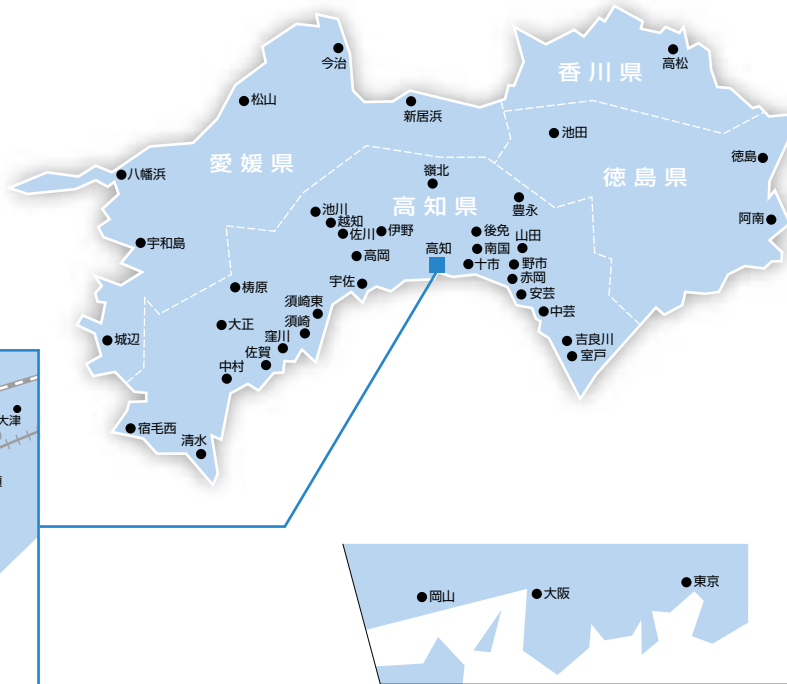 今治
香川県
高松
松山
新居浜
池田
愛媛県
徳島
八幡浜
嶺北
徳島県
高知県
豊永
池川
越知
佐川
伊野
阿南
宇和島
後免
山田
高知
南国
高岡
十市
野市
赤岡
宇佐
梼原
安芸
須崎東
中芸
大正
須崎
城辺
窪川
吉良川
佐賀
室戸
中村
大津
宿毛西
清水
岡山
大阪
東京